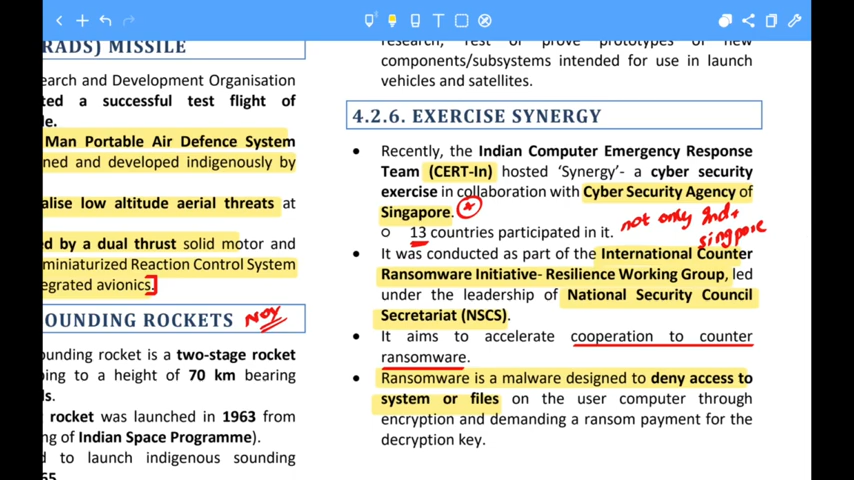 RADS) MISSILE
earch and Development Organisation
ted a successful test flight of
le.
Man Portable Air Defence System
ned and developed indigenously by
alise low altitude aerial threats at
ed by a dual thrust solid motor and
miniaturized Reaction Control System
egrated avionics.
OUNDING ROCKETS Nov
ounding rocket is a two-stage rocket
ing to a height of 70 km bearing
ds.
rocket was launched in 1963 from
ng of Indian Space Programme).
d to launch indigenous sounding
65
research, Test or prove prototypes of new
components/subsystems intended for use in launch
vehicles and satellites.
4.2.6. EXERCISE SYNERGY
• Recently, the Indian Computer Emergency Response
Team (CERT-In) hosted ‘Synergy’- a cyber security
exercise in collaboration with Cyber Security Agency of
Singapore.
o 13 countries participated in it.
not only Ind +
singpore
• It was conducted as part of the International Counter
Ransomware Initiative- Resilience Working Group, led
under the leadership of National Security Council
Secretariat (NSCS).
• It aims to accelerate cooperation to counter
ransomware.
• Ransomware is a malware designed to deny access to
system or files on the user computer through
encryption and demanding a ransom payment for the
decryption key.